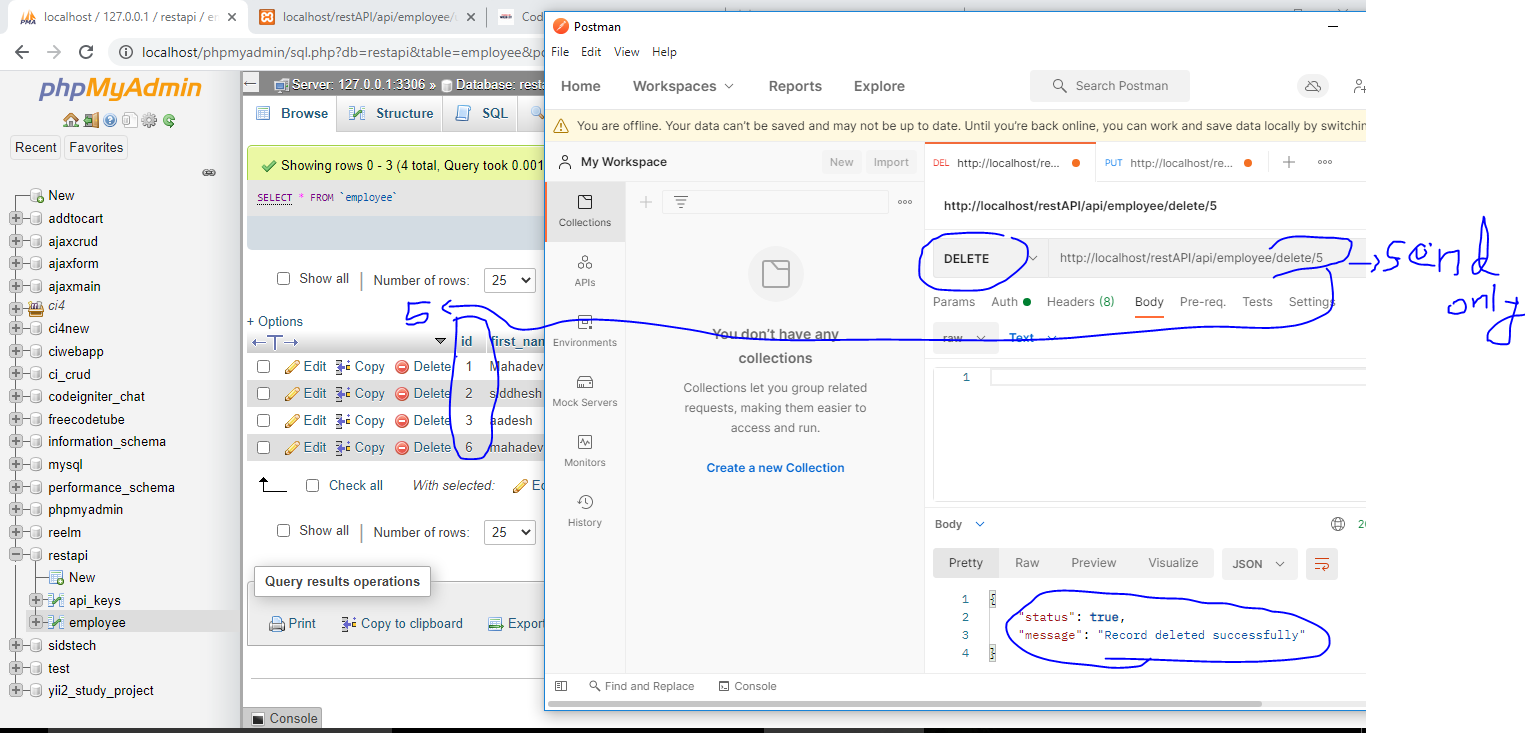 localhost / 127.0.0.1 / restapi / er
localhost/restAPI/api/employee/
Cod
localhost/phpmyadmin/sql.php?db=restapi&table=employee&po
phpMyAdmin
Recent
Favorites
New
addtocart
ajaxcrud
ajaxform
ajaxmain
ci4
ci4new
ciwebapp
ci_crud
codeigniter_chat
freecodetube
information_schema
mysql
performance_schema
phpmyadmin
reelm
restapi
New
api_keys
employee
sidstech
test
yii2_study_project
Server: 127.0.0.1:3306 » Database: resta
Browse
Structure
SQL
Showing rows 0 - 3 (4 total, Query took 0.001
SELECT * FROM `employee`
Show all
Number of rows:
25
+ Options
5
id
first_nam
Edit Copy Delete 1 Mahadev
Edit Copy Delete 2 siddhesh
Edit Copy Delete 3 aadesh
Edit Copy Delete 6 mahadev
Check all
With selected:
Ed
Show all
Number of rows:
25
Query results operations
Print
Copy to clipboard
Export
Console
Postman
File Edit View Help
Home
Workspaces
Reports
Explore
Search Postman
You are offline. Your data can't be saved and may not be up to date. Until you're back online, you can work and save data locally by switchin
My Workspace
New
Import
Collections
APIs
Environments
Mock Servers
Monitors
History
You don't have any
collections
Collections let you group related
requests, making them easier to
access and run.
Create a new Collection
DEL http://localhost/re...
PUT http://localhost/re...
http://localhost/restAPI/api/employee/delete/5
DELETE
http://localhost/restAPI/api/employee/delete/5
send
only
Params
Auth
Headers (8)
Body
Pre-req.
Tests
Settings
raw
Text
1
Body
20
Pretty
Raw
Preview
Visualize
JSON
1 {
2 "status": true,
3 "message": "Record deleted successfully"
4 }
Find and Replace
Console